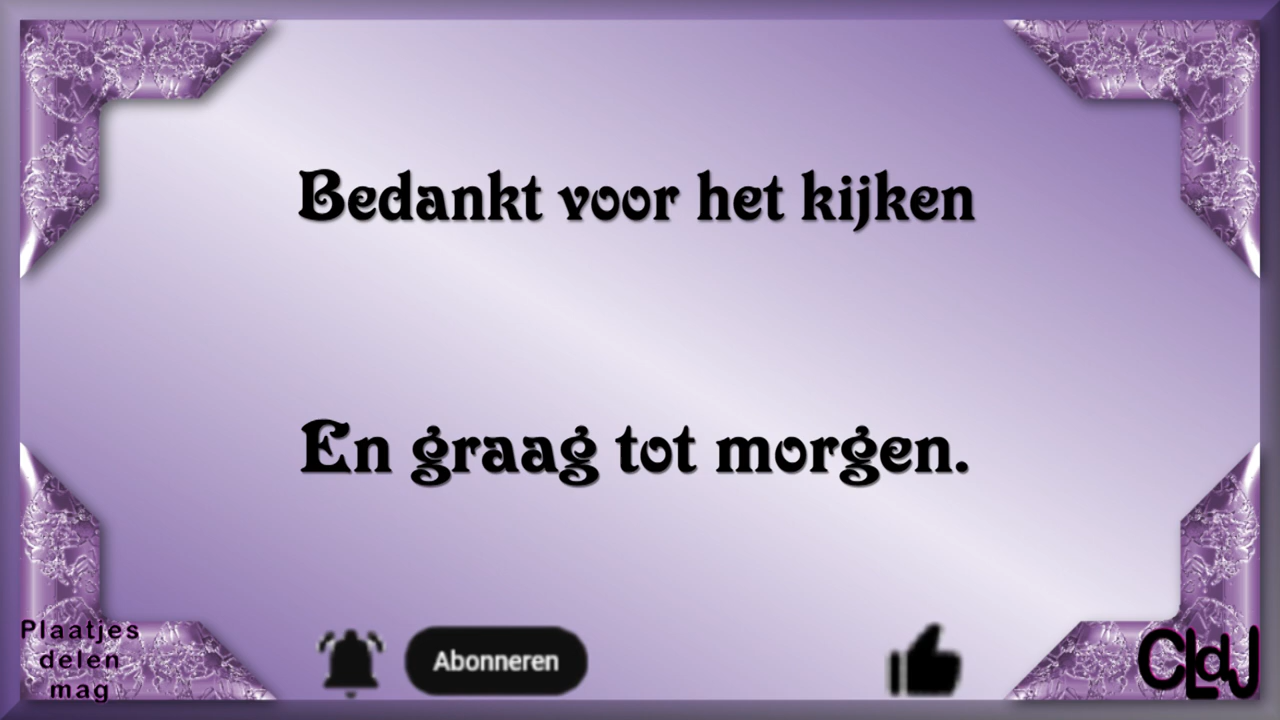 Bedankt voor het kijken
En graag tot morgen.
Plaatjes
delen
mag
Abonneren
CLdJ